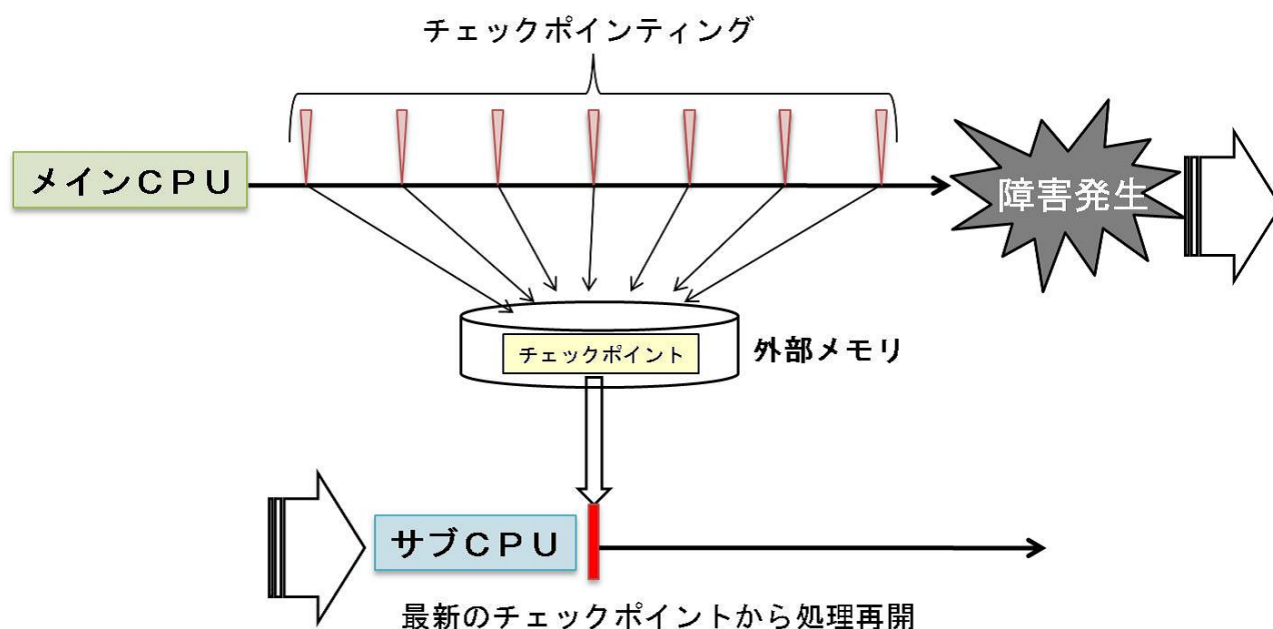 チェックポインティング
メインＣＰＵ
障害発生
チェックポイント
外部メモリ
サブＣＰＵ
最新のチェックポイントから処理再開